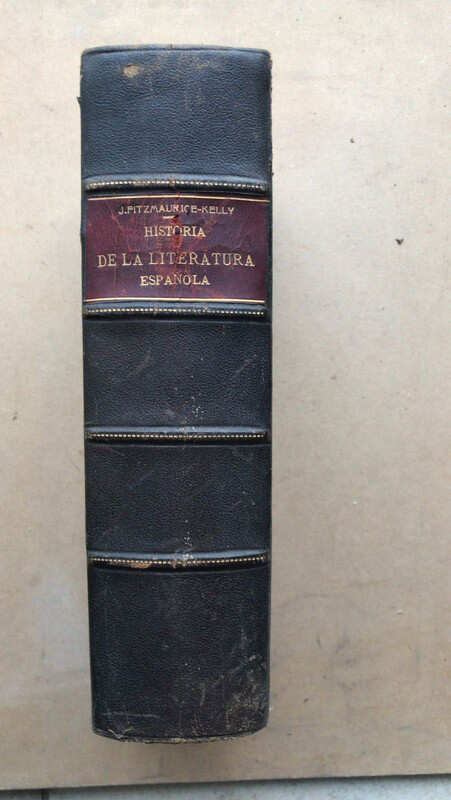 J. FITZMAURICE-KELLY
HISTORIA
DE LA LITERATURA
ESPAÑOLA